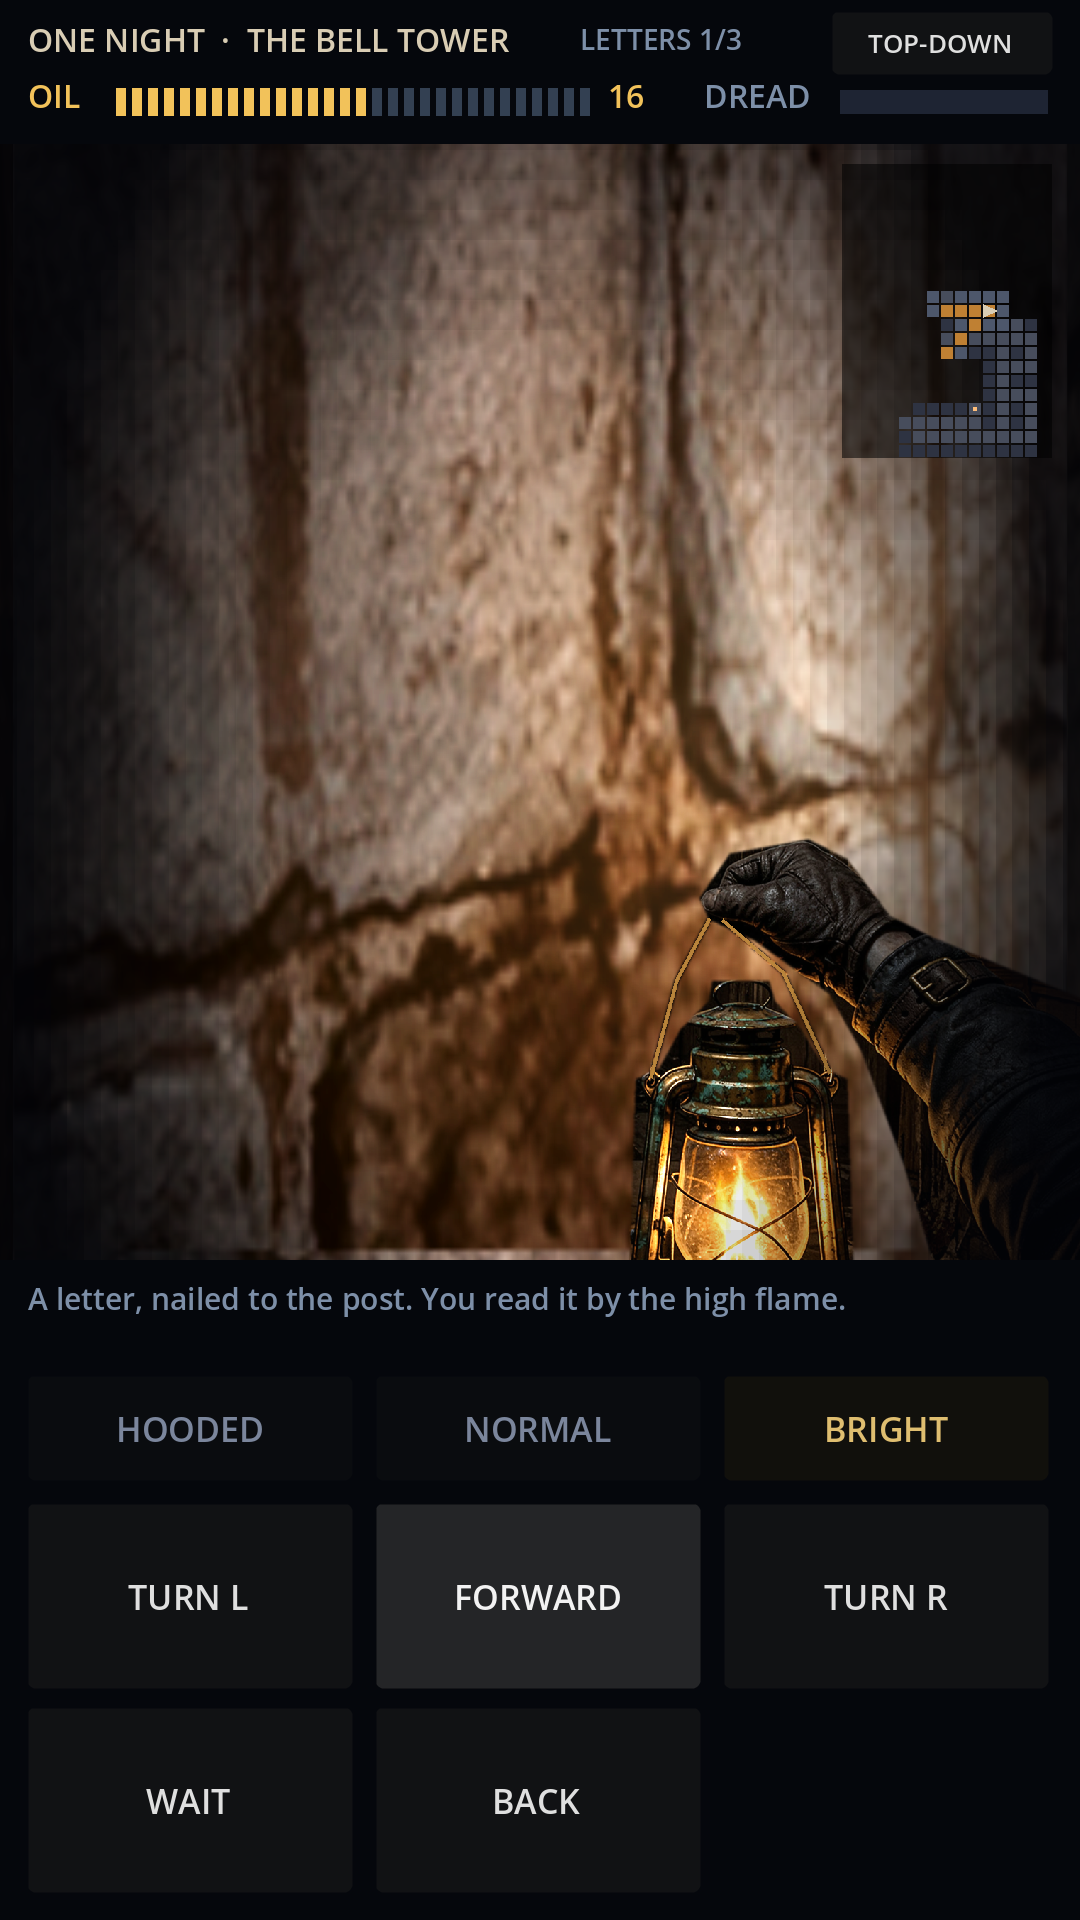 ONE NIGHT · THE BELL TOWER
LETTERS 1/3
TOP-DOWN
OIL
16
DREAD
A letter, nailed to the post. You read it by the high flame.
HOODED
NORMAL
BRIGHT
TURN L
FORWARD
TURN R
WAIT
BACK